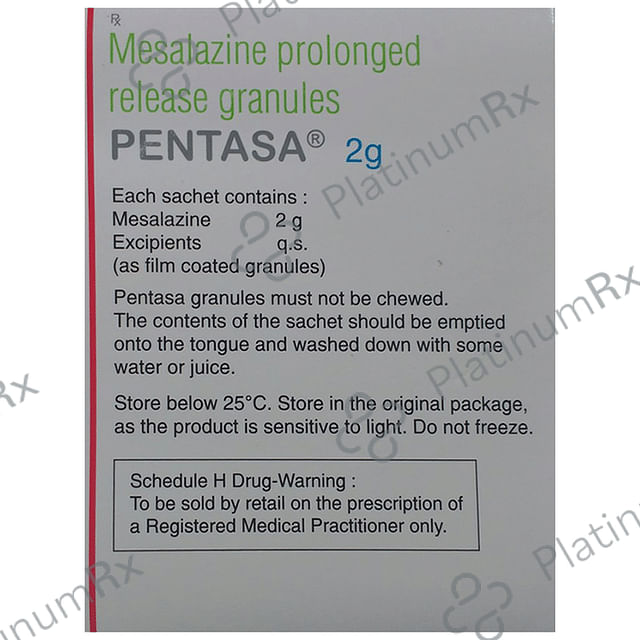 Rx
Mesalazine prolonged
release granules
PENTASA® 2g
Each sachet contains :
Mesalazine 2 g
Excipients q.s.
(as film coated granules)
Pentasa granules must not be chewed.
The contents of the sachet should be emptied
onto the tongue and washed down with some
water or juice.
Store below 25°C. Store in the original package,
as the product is sensitive to light. Do not freeze.
Schedule H Drug-Warning :
To be sold by retail on the prescription of
a Registered Medical Practitioner only.
PlatinumRx
PlatinumRx
PlatinumRx